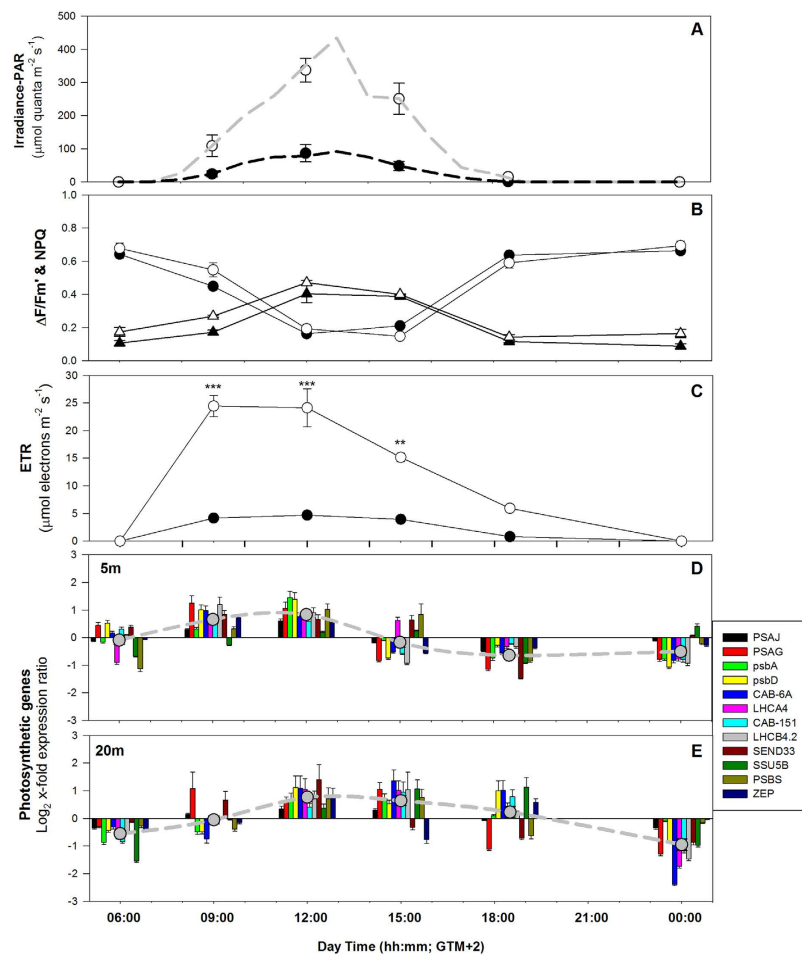 A
Irradiance-PAR
(µmol quanta m⁻² s⁻¹)
500
400
300
200
100
0
B
ΔF/Fm' & NPQ
1.0
0.8
0.6
0.4
0.2
0.0
C
ETR
(µmol electrons m⁻² s⁻¹)
30
25
20
15
10
5
0
***
***
**
D
5m
3
2
1
0
-1
-2
-3
E
20m
3
2
1
0
-1
-2
-3
Photosynthetic genes
Log₂ x-fold expression ratio
PSAJ
PSAG
psbA
psbD
CAB-6A
LHCA4
CAB-151
LHCB4.2
SEND33
SSU5B
PSBS
ZEP
06:00 09:00 12:00 15:00 18:00 21:00 00:00
Day Time (hh:mm; GTM+2)